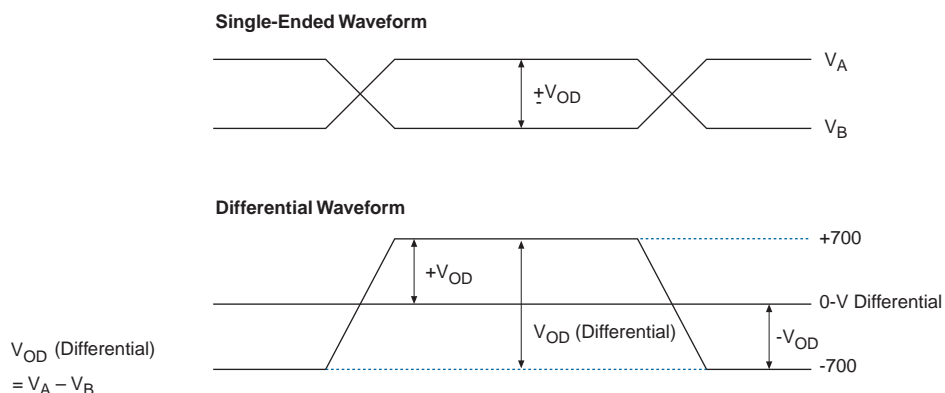 Single-Ended Waveform
V_A
±V_OD
V_B
Differential Waveform
+700
+V_OD
0-V Differential
V_OD (Differential)
-V_OD
-700
V_OD (Differential)
= V_A – V_B